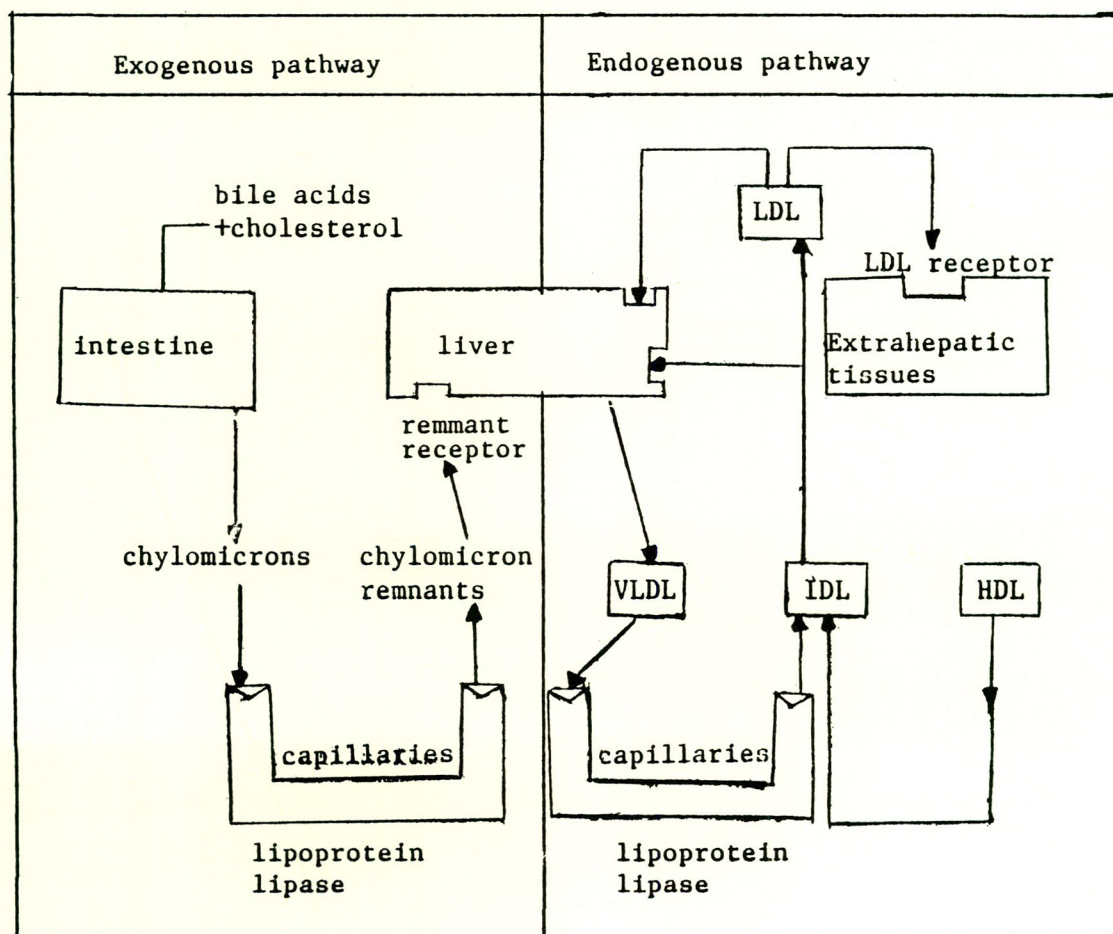 Exogenous pathway
Endogenous pathway
bile acids
+cholesterol
intestine
liver
remmant
receptor
chylomicrons
chylomicron
remnants
capillaries
lipoprotein
lipase
LDL
LDL receptor
Extrahepatic
tissues
VLDL
IDL
HDL
capillaries
lipoprotein
lipase